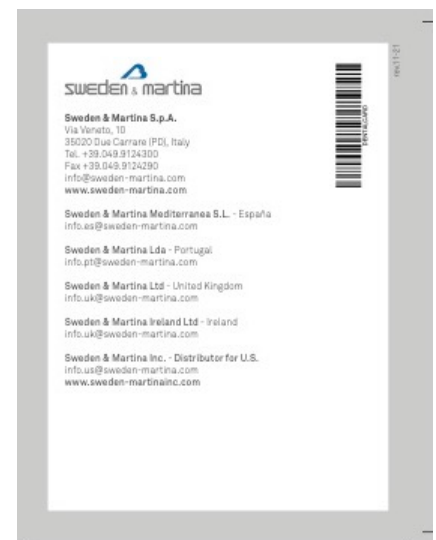 sweden & martina
Sweden & Martina S.p.A.
Via Veneto, 10
35020 Due Carrare (PD), Italy
Tel. +39.049.9124300
Fax +39.049.9124290
info@sweden-martina.com
www.sweden-martina.com
Sweden & Martina Mediterranea S.L. - España
info.es@sweden-martina.com
Sweden & Martina Lda - Portugal
info.pt@sweden-martina.com
Sweden & Martina Ltd - United Kingdom
info.uk@sweden-martina.com
Sweden & Martina Ireland Ltd - Ireland
info.uk@sweden-martina.com
Sweden & Martina Inc. - Distributor for U.S.
info.us@sweden-martina.com
www.sweden-martinainc.com
DENTALCARD
rev.11-21